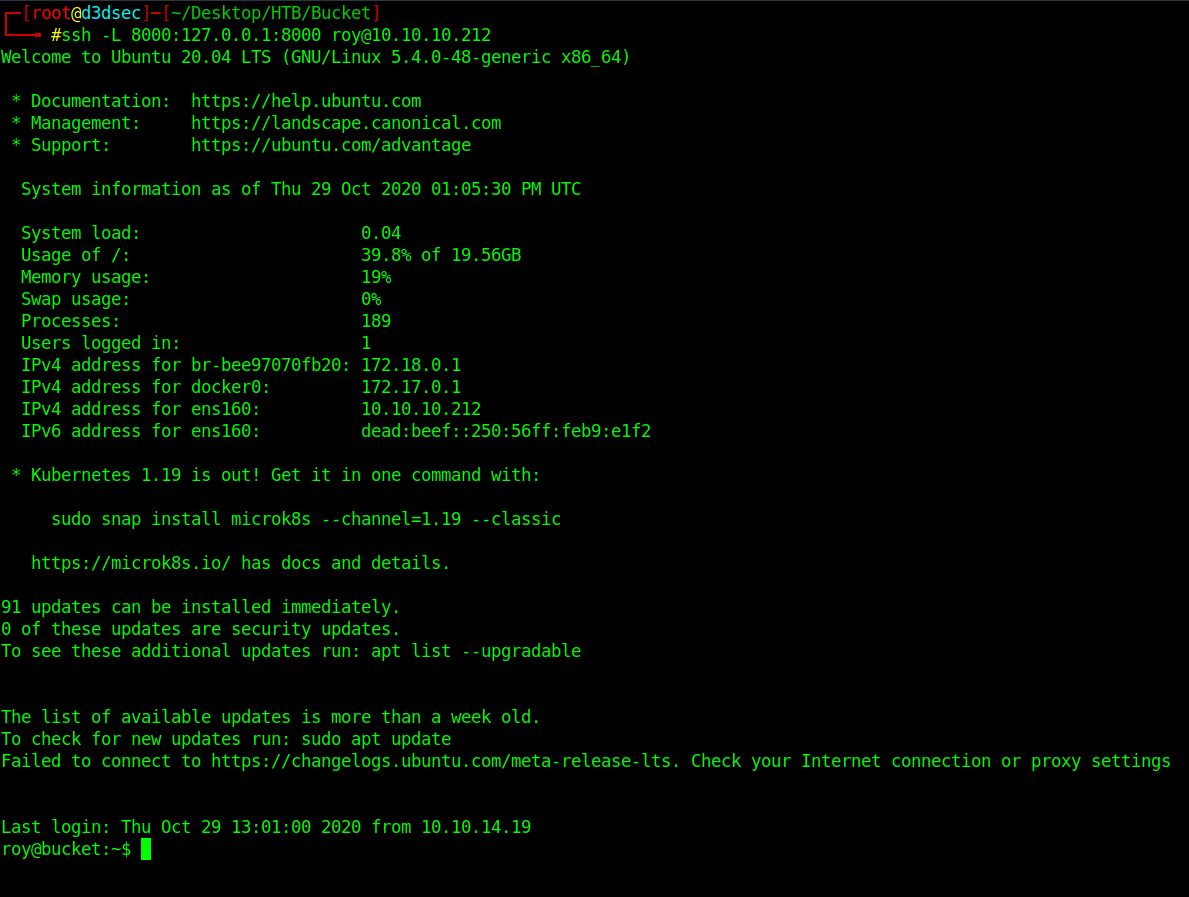 ┌─[root@d3dsec]─[~/Desktop/HTB/Bucket]
└──╼ #ssh -L 8000:127.0.0.1:8000 roy@10.10.10.212
Welcome to Ubuntu 20.04 LTS (GNU/Linux 5.4.0-48-generic x86_64)
* Documentation:  https://help.ubuntu.com
* Management:     https://landscape.canonical.com
* Support:        https://ubuntu.com/advantage
System information as of Thu 29 Oct 2020 01:05:30 PM UTC
System load:                      0.04
Usage of /:                       39.8% of 19.56GB
Memory usage:                     19%
Swap usage:                       0%
Processes:                        189
Users logged in:                  1
IPv4 address for br-bee97070fb20: 172.18.0.1
IPv4 address for docker0:         172.17.0.1
IPv4 address for ens160:          10.10.10.212
IPv6 address for ens160:          dead:beef::250:56ff:feb9:e1f2
* Kubernetes 1.19 is out! Get it in one command with:
sudo snap install microk8s --channel=1.19 --classic
https://microk8s.io/ has docs and details.
91 updates can be installed immediately.
0 of these updates are security updates.
To see these additional updates run: apt list --upgradable
The list of available updates is more than a week old.
To check for new updates run: sudo apt update
Failed to connect to https://changelogs.ubuntu.com/meta-release-lts. Check your Internet connection or proxy settings
Last login: Thu Oct 29 13:01:00 2020 from 10.10.14.19
roy@bucket:~$